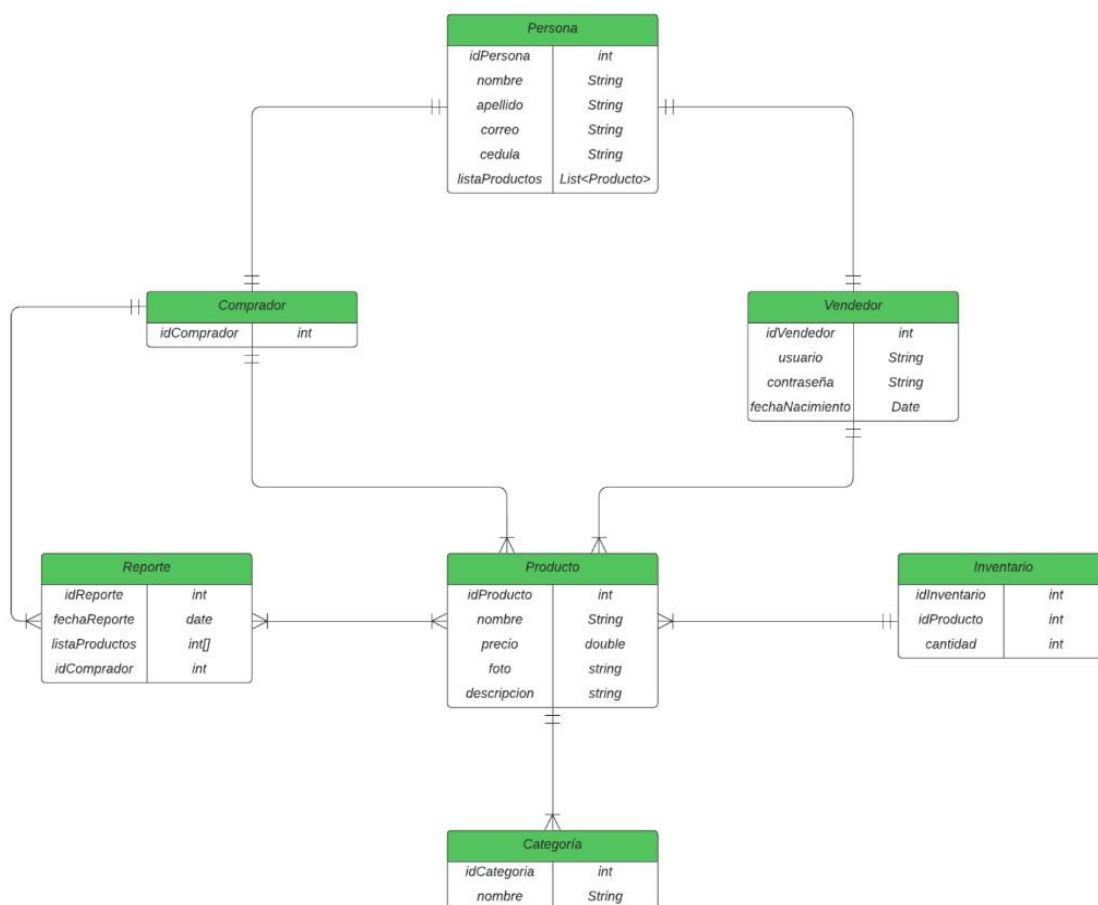 Persona
idPersona int
nombre String
apellido String
correo String
cedula String
listaProductos List<Producto>
Comprador
idComprador int
Vendedor
idVendedor int
usuario String
contraseña String
fechaNacimiento Date
Reporte
idReporte int
fechaReporte date
listaProductos int[]
idComprador int
Producto
idProducto int
nombre String
precio double
foto string
descripcion string
Inventario
idInventario int
idProducto int
cantidad int
Categoría
idCategoria int
nombre String